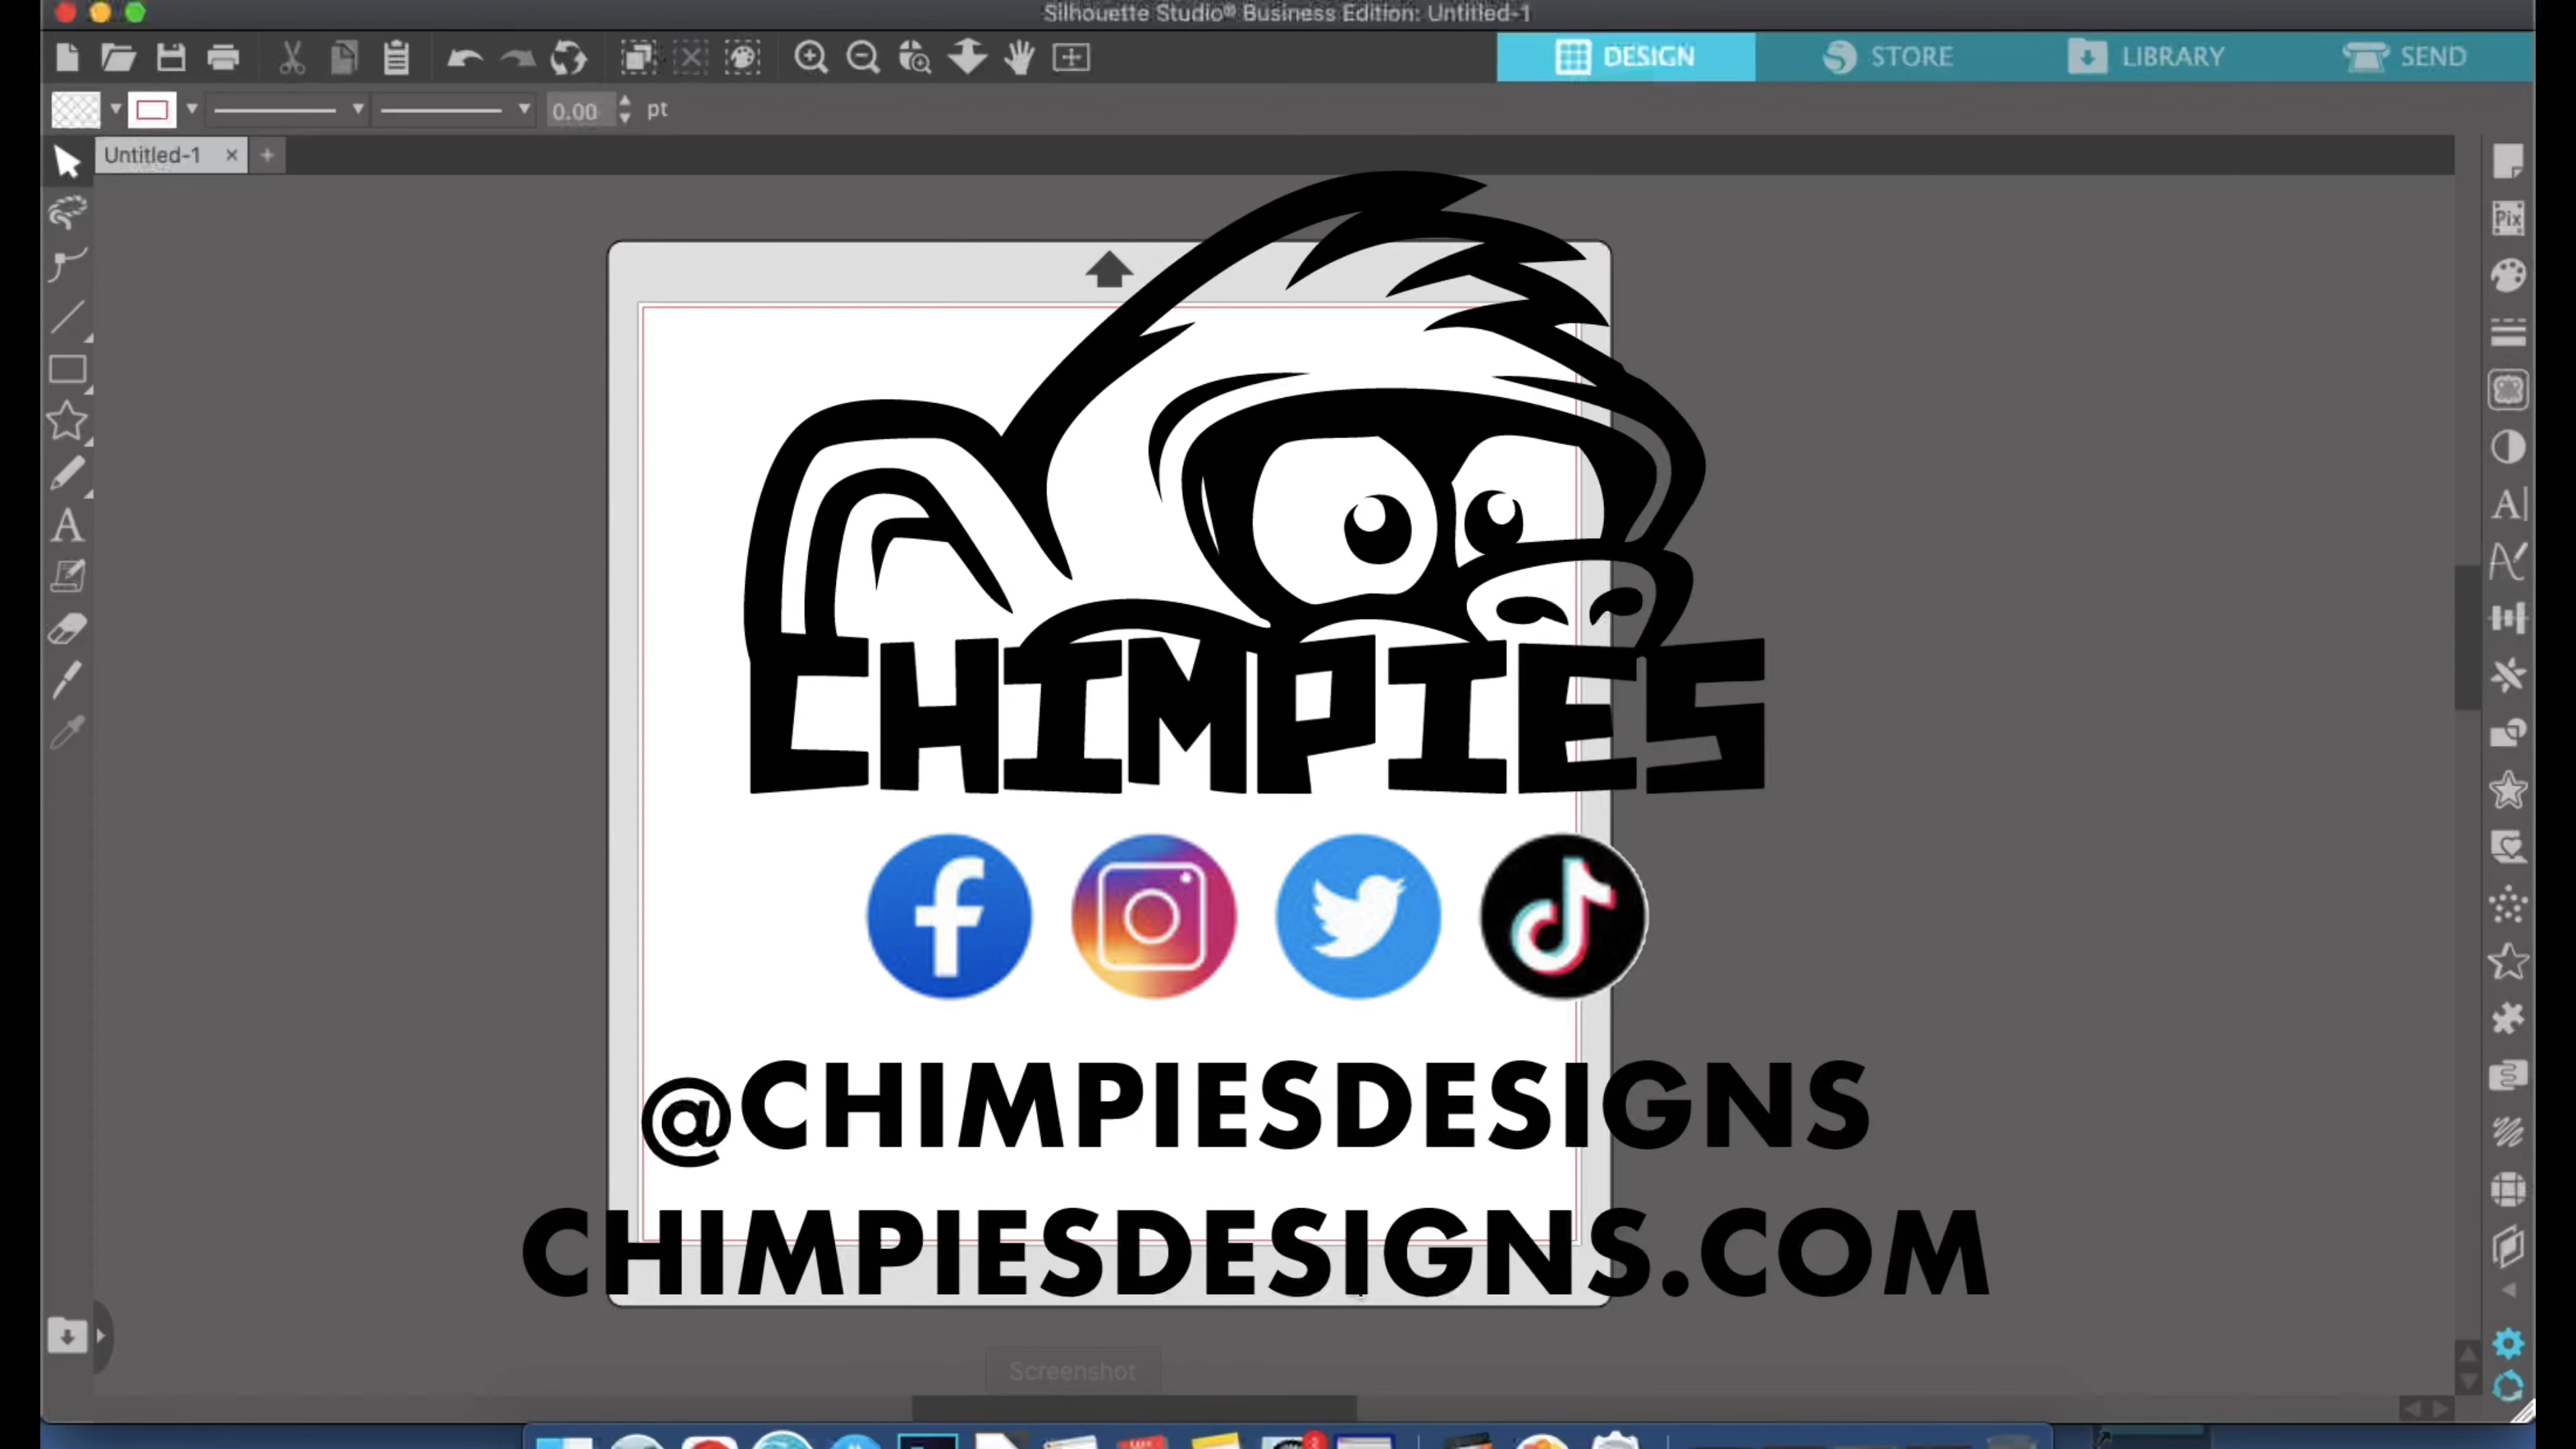 Silhouette Studio® Business Edition: Untitled-1
DESIGN
STORE
LIBRARY
SEND
0.00
pt
Untitled-1
Pix
CHIMPIES
@CHIMPIESDESIGNS
CHIMPIESDESIGNS.COM
Screenshot